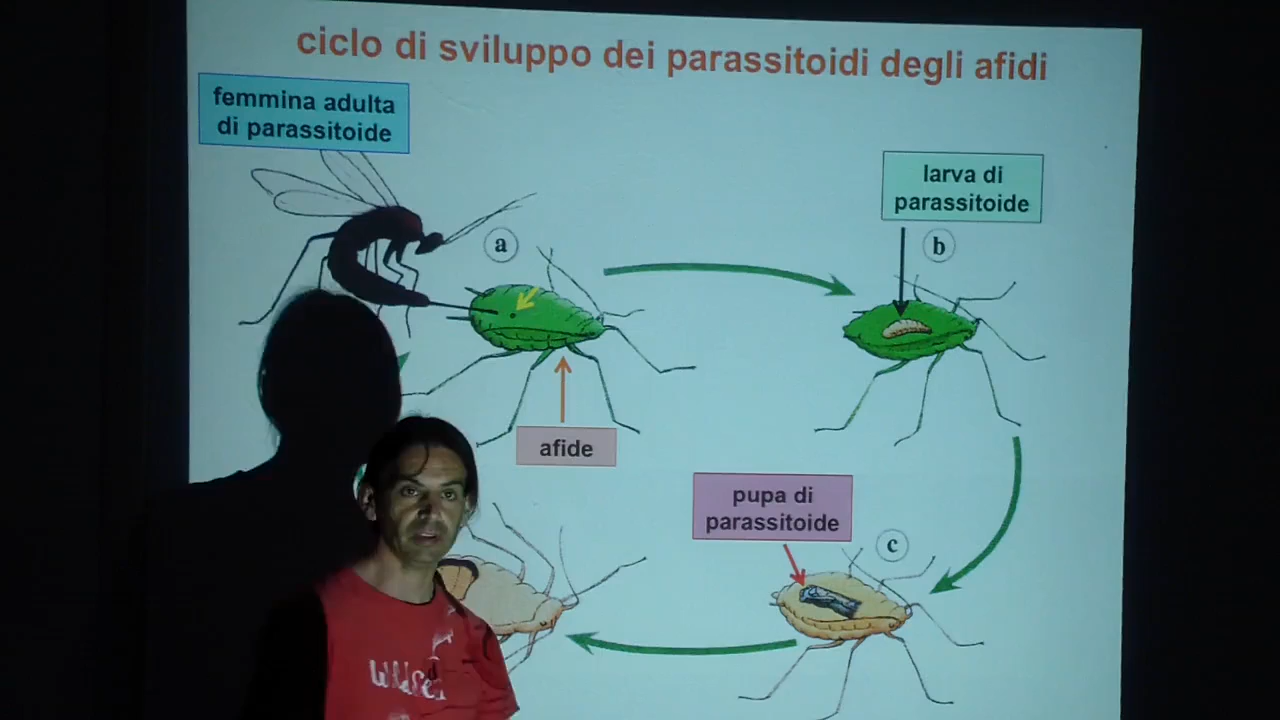 ciclo di sviluppo dei parassitoidi degli afidi
femmina adulta
di parassitoide
larva di
parassitoide
a
b
afide
pupa di
parassitoide
c